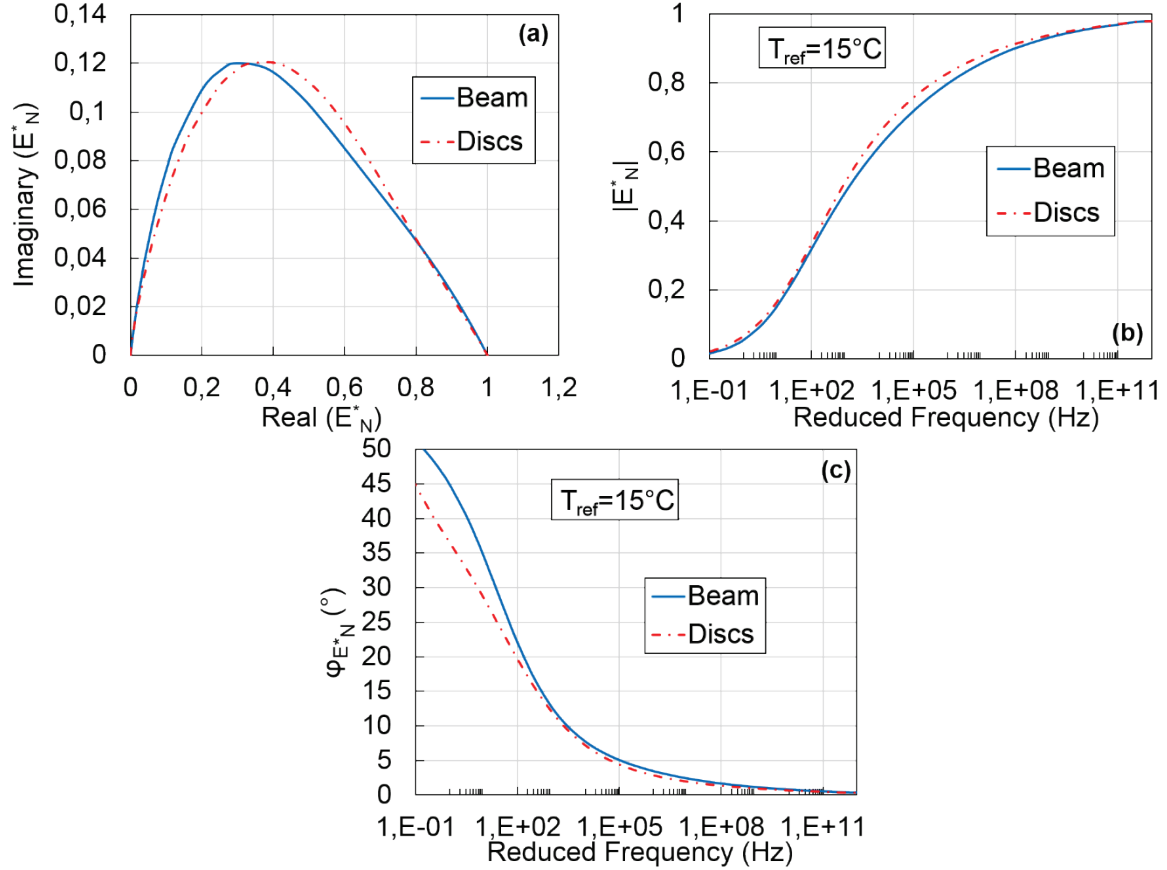 (a)
Imaginary (E*N)
0,14
0,12
0,1
0,08
0,06
0,04
0,02
0
0 0,2 0,4 0,6 0,8 1 1,2
Real (E*N)
Beam
Discs
(b)
Tref=15°C
|E*N|
1
0,8
0,6
0,4
0,2
0
1,E-01 1,E+02 1,E+05 1,E+08 1,E+11
Reduced Frequency (Hz)
Beam
Discs
(c)
Tref=15°C
φE*N (°)
50
45
40
35
30
25
20
15
10
5
0
1,E-01 1,E+02 1,E+05 1,E+08 1,E+11
Reduced Frequency (Hz)
Beam
Discs